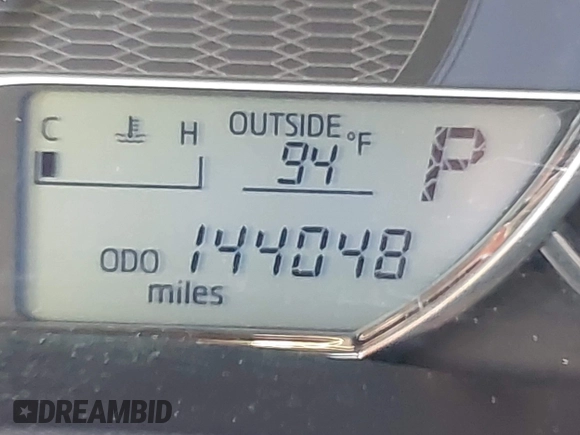 C H OUTSIDE °F P
94
ODO 144048
miles
DREAMBID